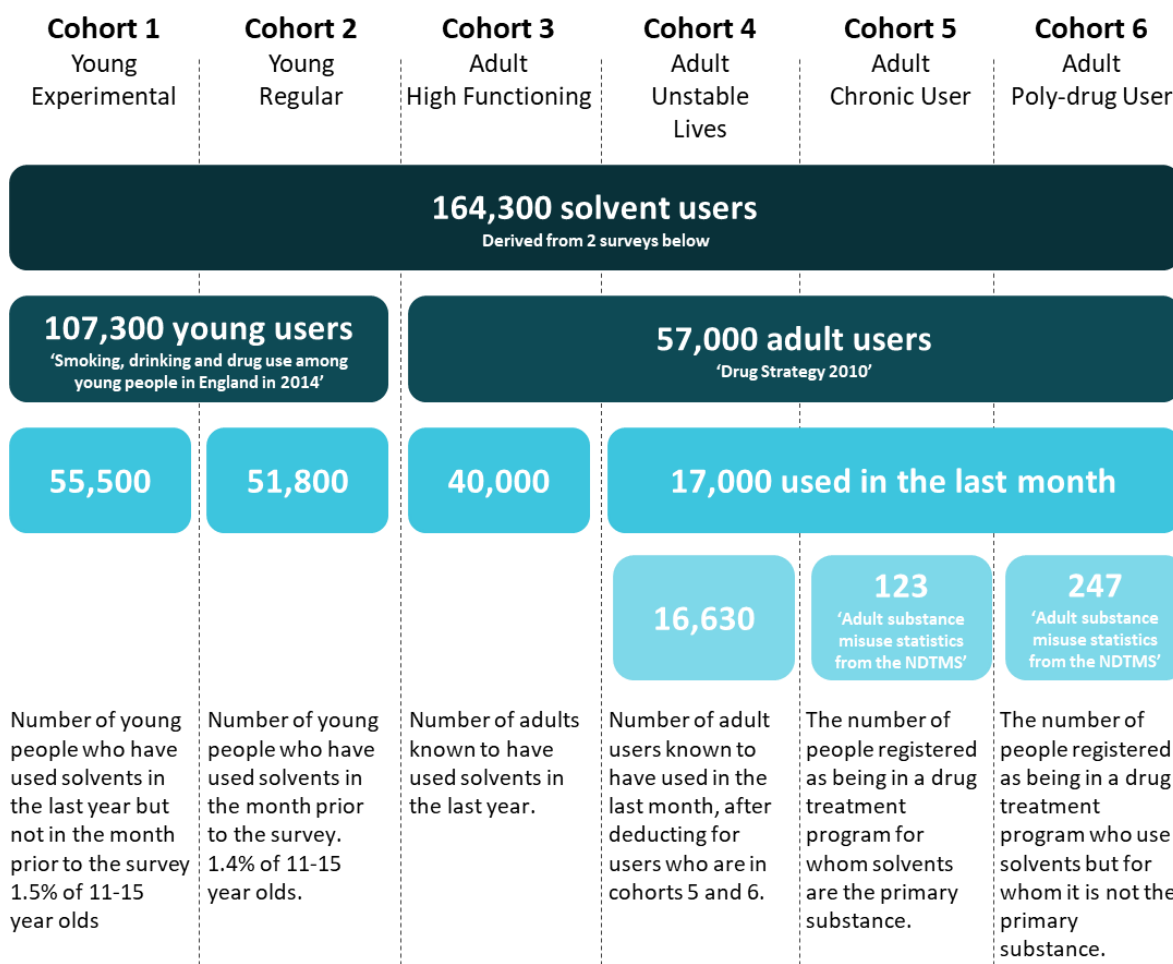 Cohort 1
Young
Experimental
Cohort 2
Young
Regular
Cohort 3
Adult
High Functioning
Cohort 4
Adult
Unstable
Lives
Cohort 5
Adult
Chronic User
Cohort 6
Adult
Poly-drug User
164,300 solvent users
Derived from 2 surveys below
107,300 young users
‘Smoking, drinking and drug use among
young people in England in 2014’
57,000 adult users
‘Drug Strategy 2010’
55,500
51,800
40,000
17,000 used in the last month
16,630
123
‘Adult substance
misuse statistics
from the NDTMS’
247
‘Adult substance
misuse statistics
from the NDTMS’
Number of young
people who have
used solvents in
the last year but
not in the month
prior to the survey
1.5% of 11-15
year olds
Number of young
people who have
used solvents in
the month prior
to the survey.
1.4% of 11-15
year olds.
Number of adults
known to have
used solvents in
the last year.
Number of adult
users known to
have used in the
last month, after
deducting for
users who are in
cohorts 5 and 6.
The number of
people registered
as being in a drug
treatment
program for
whom solvents
are the primary
substance.
The number of
people registered
as being in a drug
treatment
program who use
solvents but for
whom it is not the
primary
substance.